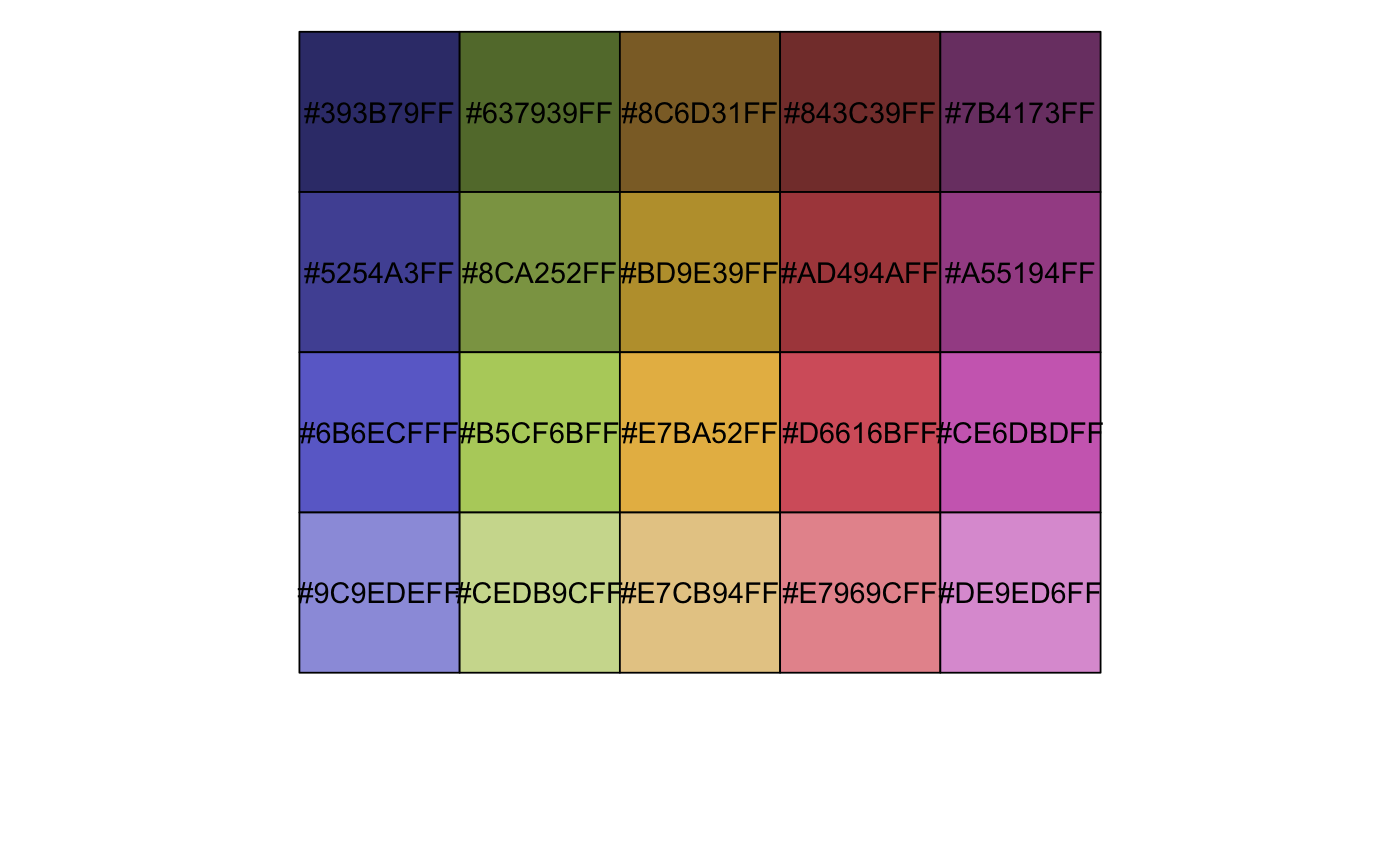 #393B79FF #637939FF #8C6D31FF #843C39FF #7B4173FF
#5254A3FF #8CA252FF #BD9E39FF #AD494AFF #A55194FF
#6B6ECFFF #B5CF6BFF #E7BA52FF #D6616BFF #CE6DBDFF
#9C9EDEFF #CEDB9CFF #E7CB94FF #E7969CFF #DE9ED6FF